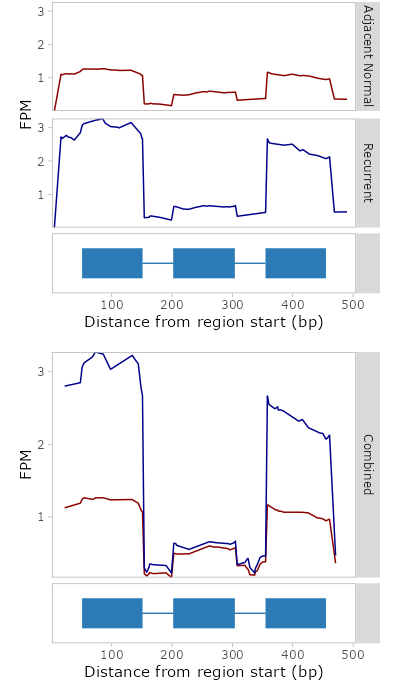 3
2
1
Adjacent Normal
FPM
3
2
1
Recurrent
100 200 300 400 500
Distance from region start (bp)
3
2
1
FPM
Combined
100 200 300 400 500
Distance from region start (bp)